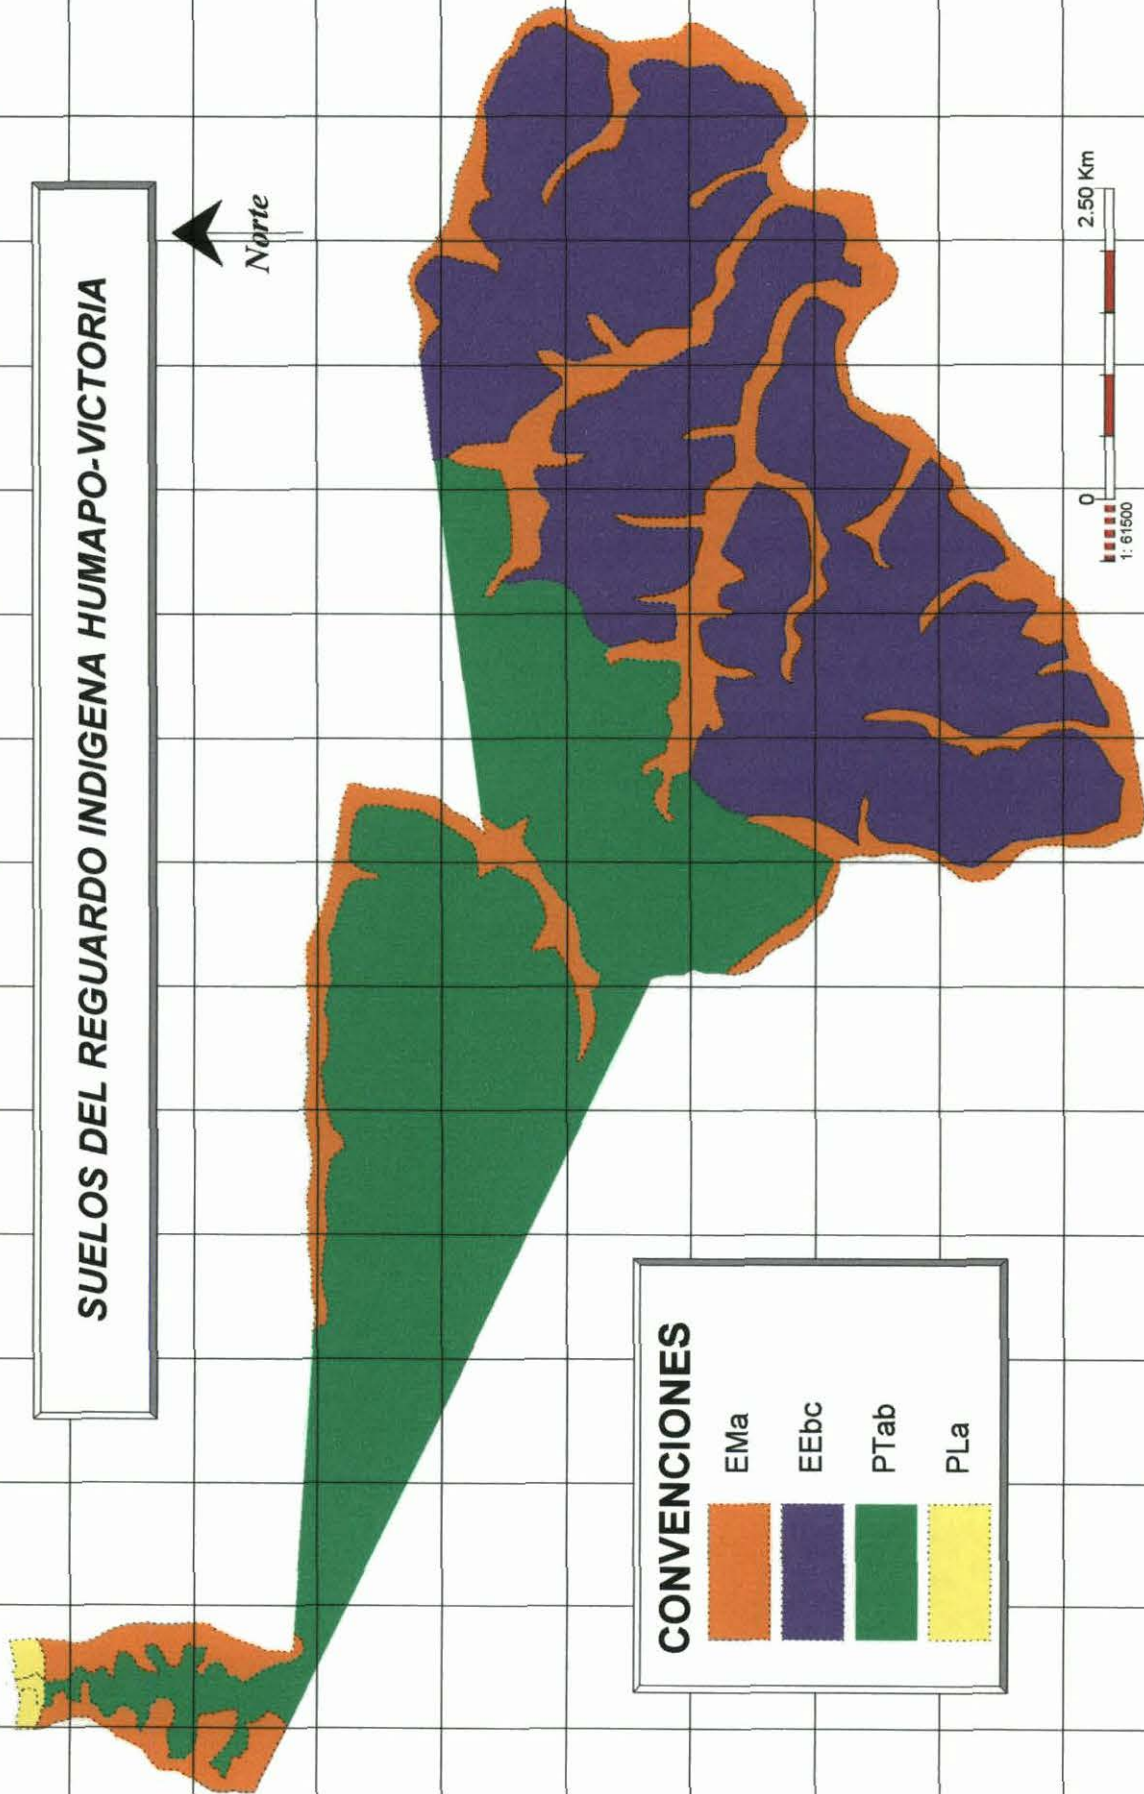 SUELOS DEL REGUARDO INDIGENA HUMAPO-VICTORIA
Norte
CONVENCIONES
EMa
EEbc
PTab
PLa
0
2.50 Km
1: 61500